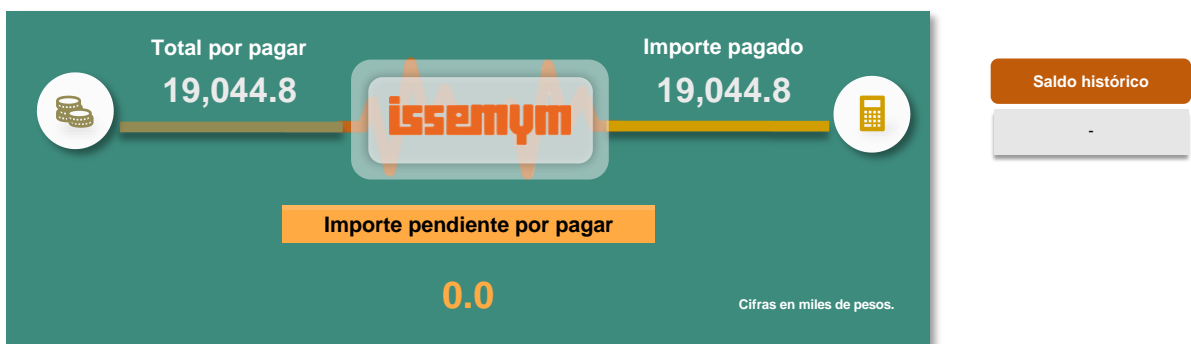 Total por pagar
19,044.8
issemym
Importe pagado
19,044.8
Importe pendiente por pagar
0.0
Cifras en miles de pesos.
Saldo histórico
-